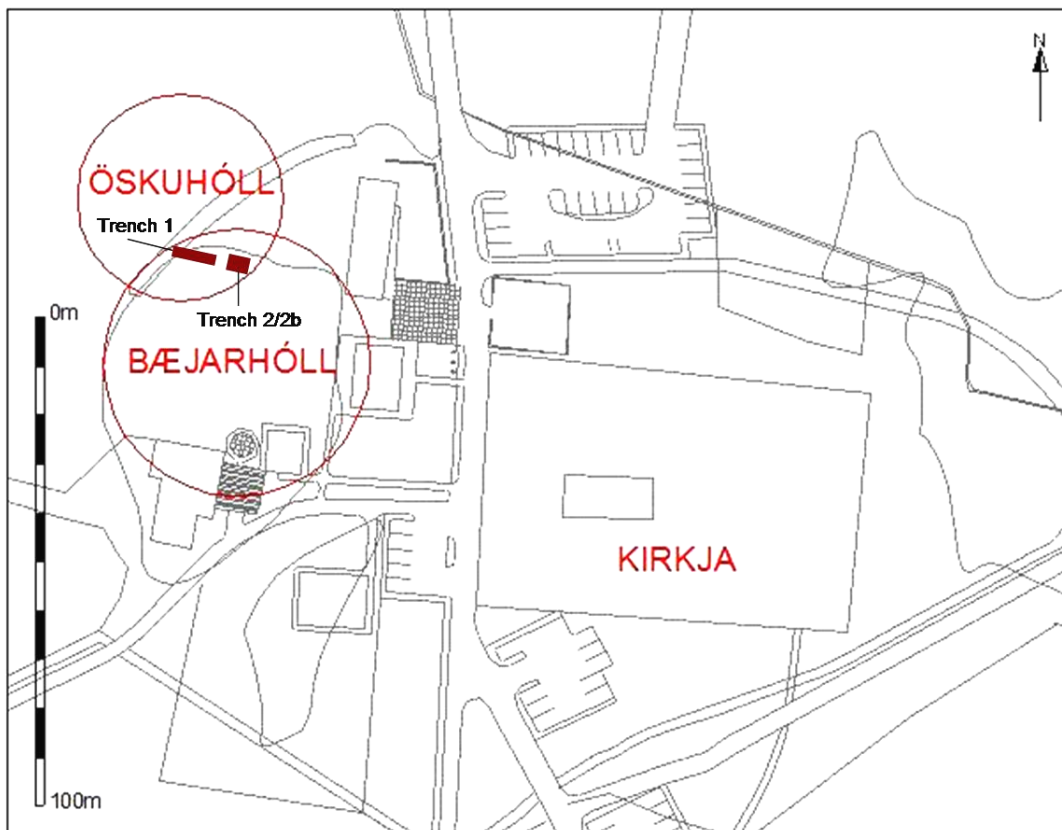 N
ÖSKUHÓLL
Trench 1
Trench 2/2b
0m
BÆJARHÓLL
KIRKJA
100m